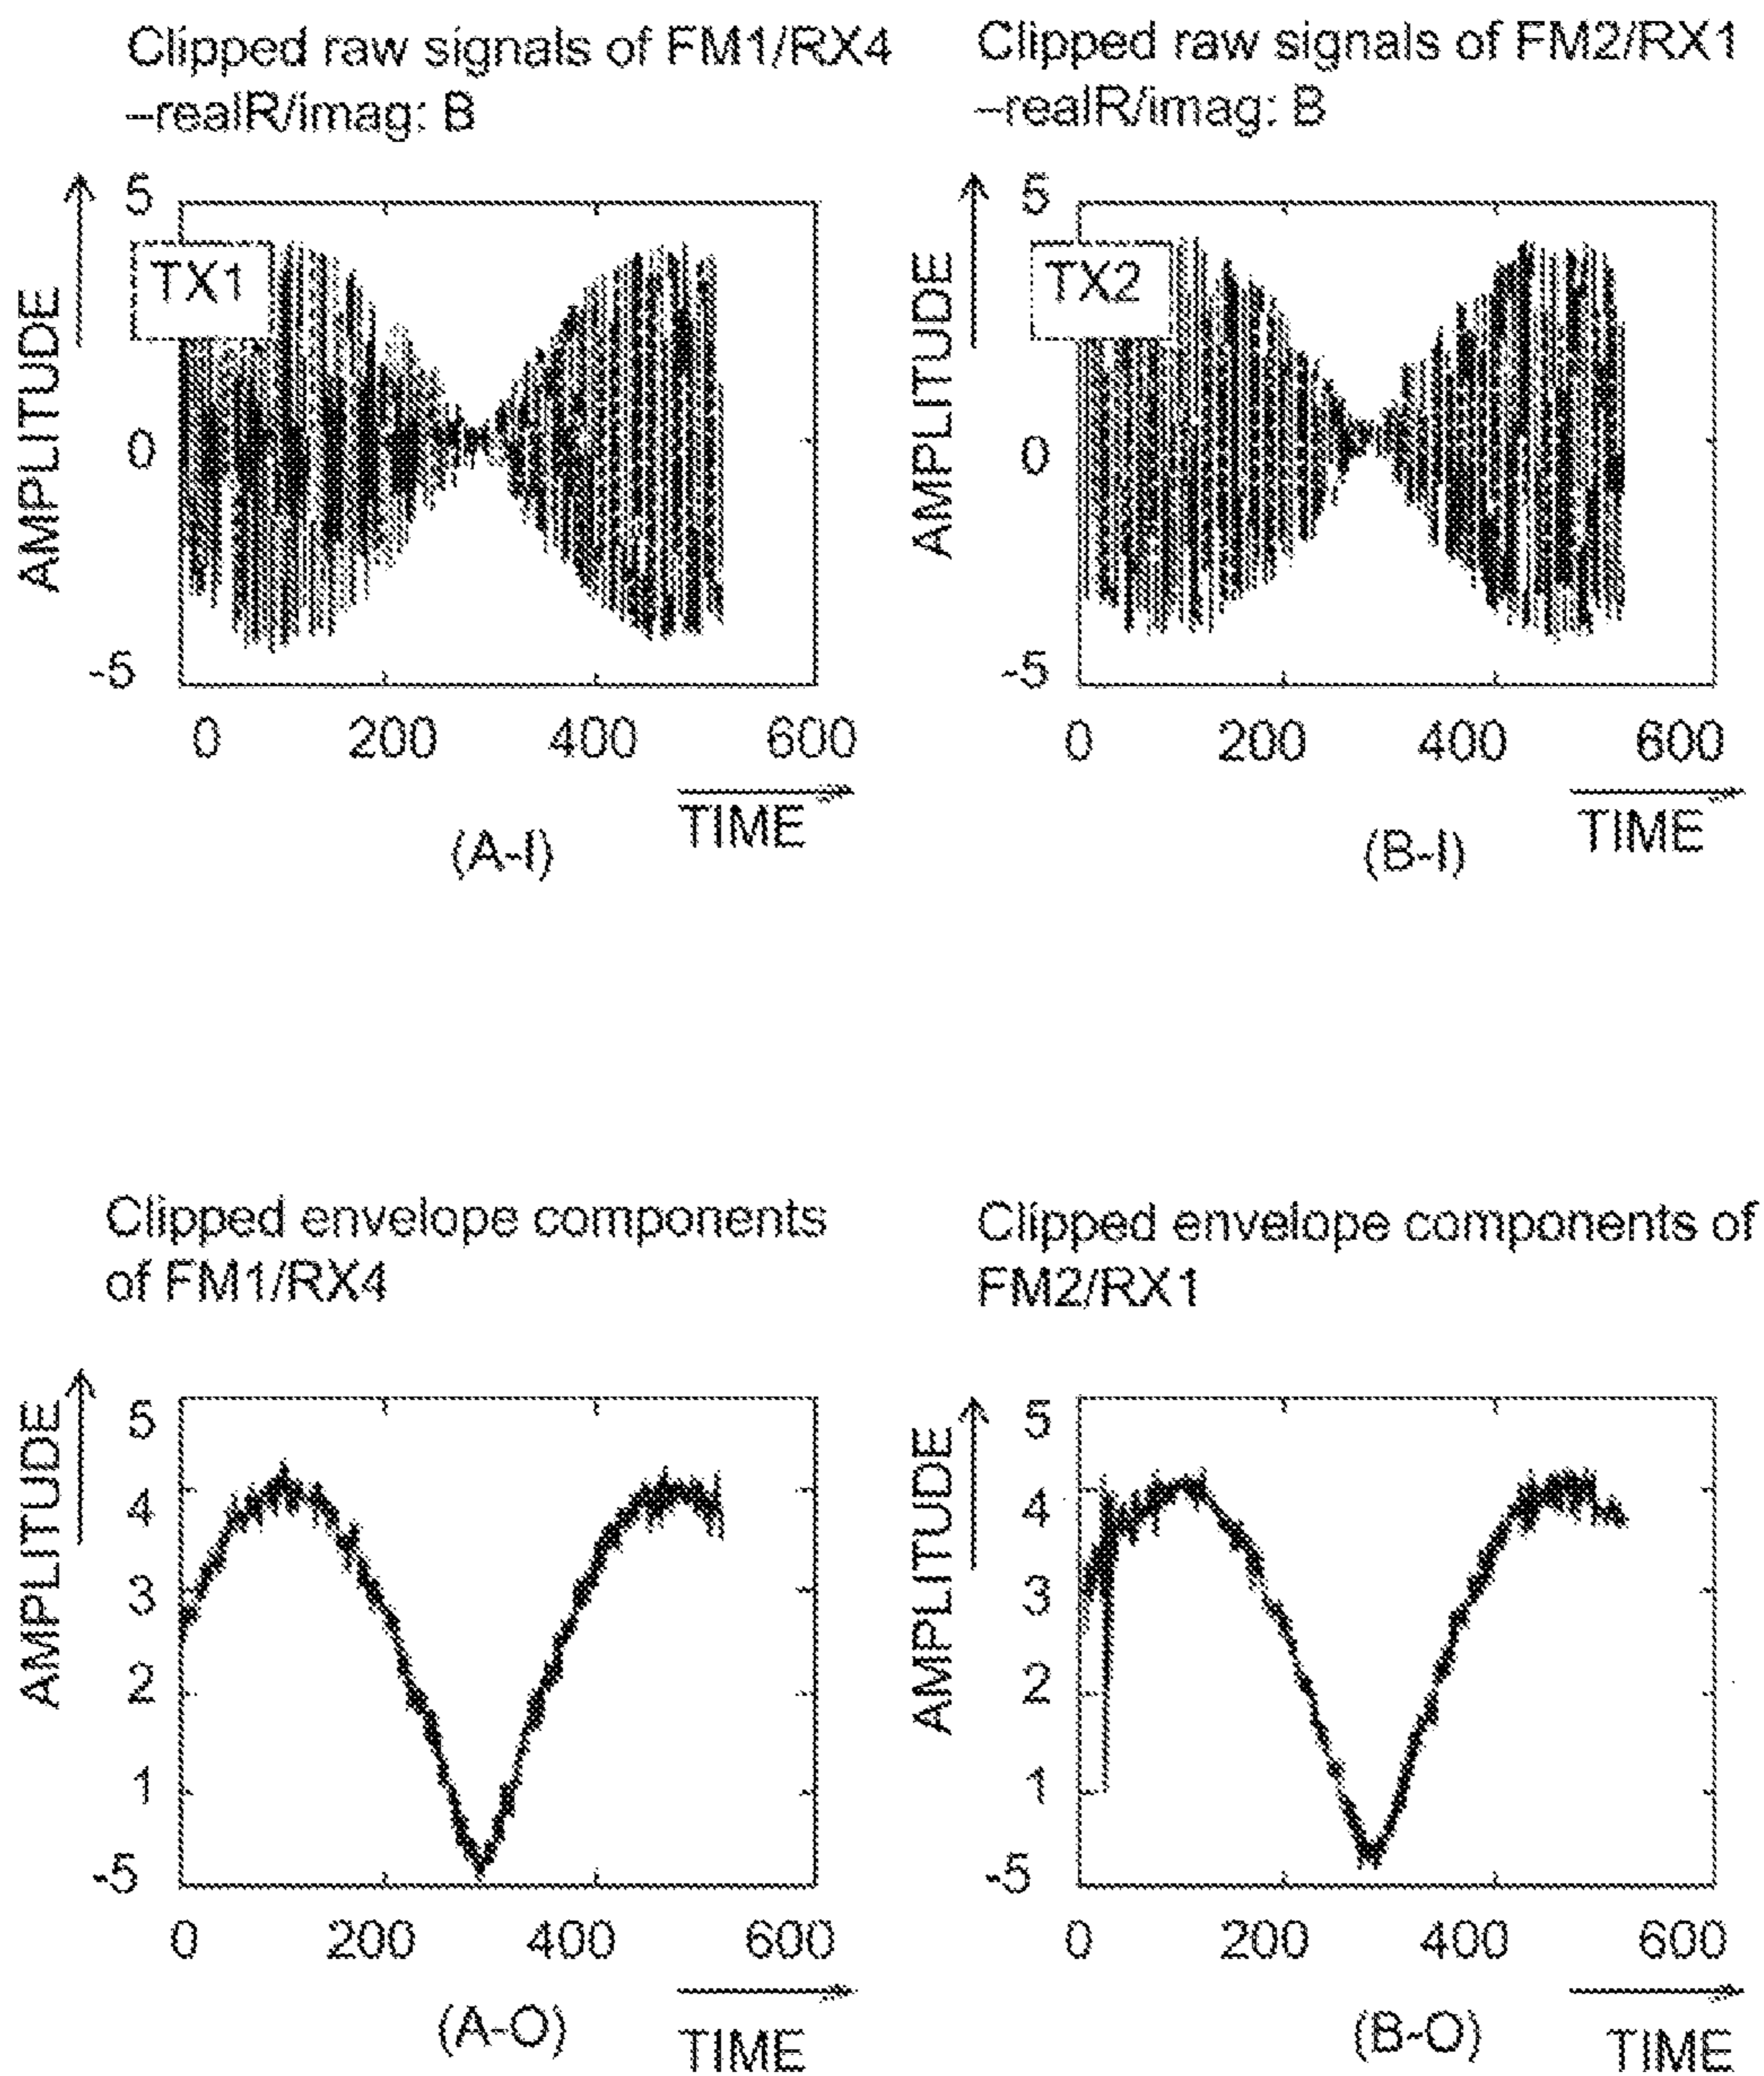 Clipped raw signals of FM1/RX4
–realR/imag: B
AMPLITUDE
5
0
-5
TX1
0 200 400 600
TIME
(A-I)
Clipped raw signals of FM2/RX1
–realR/imag: B
AMPLITUDE
5
0
-5
TX2
0 200 400 600
TIME
(B-I)
Clipped envelope components
of FM1/RX4
AMPLITUDE
5
4
3
2
1
-5
0 200 400 600
TIME
(A-O)
Clipped envelope components of
FM2/RX1
AMPLITUDE
5
4
3
2
1
-5
0 200 400 600
TIME
(B-O)